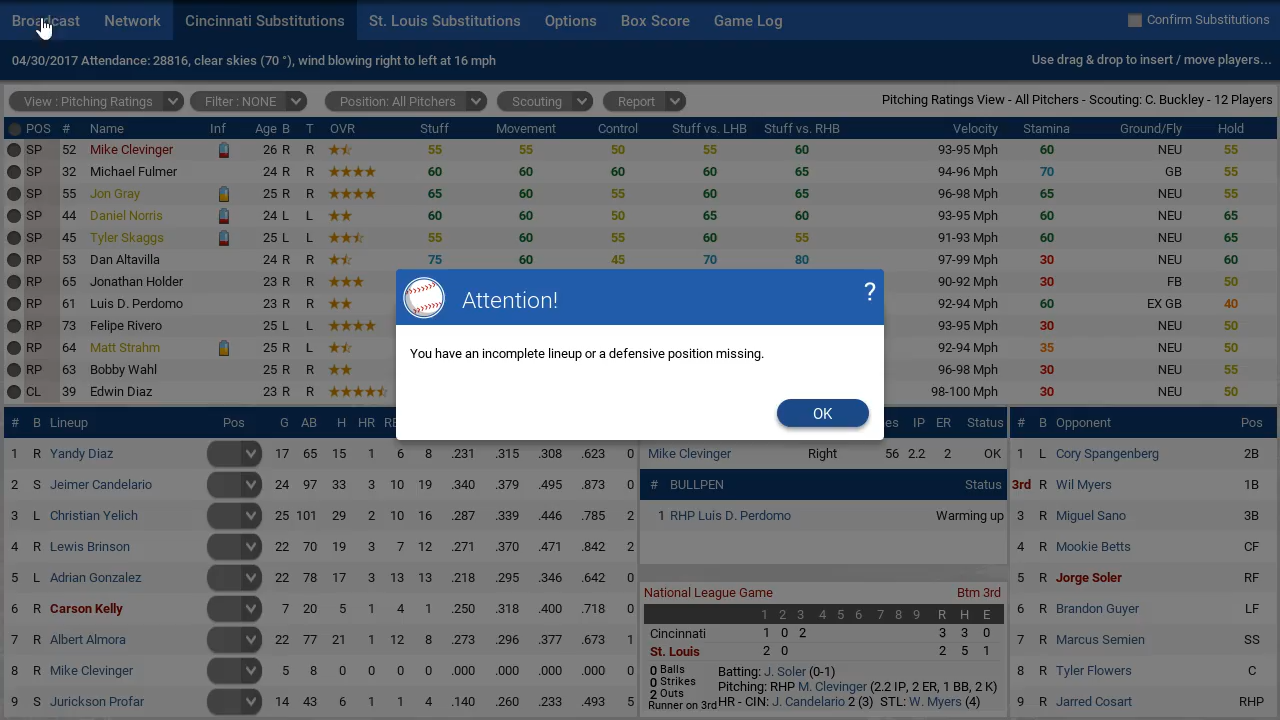 Broadcast Network Cincinnati Substitutions St. Louis Substitutions Options Box Score Game Log Confirm Substitutions
04/30/2017 Attendance: 28816, clear skies (70 °), wind blowing right to left at 16 mph Use drag & drop to insert / move players...
View : Pitching Ratings Filter : NONE Position: All Pitchers Scouting Report Pitching Ratings View - All Pitchers - Scouting: C. Buckley - 12 Players
POS # Name Inf Age B T OVR Stuff Movement Control Stuff vs. LHB Stuff vs. RHB Velocity Stamina Ground/Fly Hold
SP 52 Mike Clevinger 26 R R 55 55 50 55 60 93-95 Mph 60 NEU 55
SP 32 Michael Fulmer 24 R R 60 60 60 60 65 94-96 Mph 70 GB 55
SP 55 Jon Gray 25 R R 65 60 55 60 65 96-98 Mph 65 NEU 55
SP 44 Daniel Norris 24 L L 60 60 50 65 60 93-95 Mph 60 NEU 65
SP 45 Tyler Skaggs 25 L L 55 60 55 60 55 91-93 Mph 60 NEU 65
RP 53 Dan Altavilla 24 R R 75 60 45 70 80 97-99 Mph 30 NEU 60
RP 65 Jonathan Holder 23 R R 90-92 Mph 30 FB 50
RP 61 Luis D. Perdomo 23 R R 92-94 Mph 60 EX GB 40
RP 73 Felipe Rivero 25 L L 93-95 Mph 30 NEU 50
RP 64 Matt Strahm 25 R L 92-94 Mph 35 NEU 50
RP 63 Bobby Wahl 25 R R 96-98 Mph 30 NEU 55
CL 39 Edwin Diaz 23 R R 98-100 Mph 30 NEU 50
Attention! ?
You have an incomplete lineup or a defensive position missing.
OK
# B Lineup Pos G AB H HR
1 R Yandy Diaz 17 65 15 1 6 8 .231 .315 .308 .623 0
2 S Jeimer Candelario 24 97 33 3 10 19 .340 .379 .495 .873 0
3 L Christian Yelich 25 101 29 2 10 16 .287 .339 .446 .785 2
4 R Lewis Brinson 22 70 19 3 7 12 .271 .370 .471 .842 2
5 L Adrian Gonzalez 22 78 17 3 13 13 .218 .295 .346 .642 0
6 R Carson Kelly 7 20 5 1 4 1 .250 .318 .400 .718 0
7 R Albert Almora 22 77 21 1 12 8 .273 .296 .377 .673 1
8 R Mike Clevinger 5 8 0 0 0 0 .000 .000 .000 .000 0
9 S Jurickson Profar 14 43 6 1 1 4 .140 .260 .233 .493 5
es IP ER Status
Mike Clevinger Right 56 2.2 2 OK
# BULLPEN Status
1 RHP Luis D. Perdomo Warming up
National League Game Btm 3rd
1 2 3 4 5 6 7 8 9 R H E
Cincinnati 1 0 2 3 3 0
St. Louis 2 0 2 5 1
0 Balls
0 Strikes
2 Outs
Runner on 3rd
Batting: J. Soler (0-1)
Pitching: RHP M. Clevinger (2.2 IP, 2 ER, 1 BB, 2 K)
HR - CIN: J. Candelario 2 (3) STL: W. Myers (4)
# B Opponent Pos
1 L Cory Spangenberg 2B
3rd R Wil Myers 1B
3 R Miguel Sano 3B
4 R Mookie Betts CF
5 R Jorge Soler RF
6 R Brandon Guyer LF
7 R Marcus Semien SS
8 R Tyler Flowers C
9 R Jarred Cosart RHP